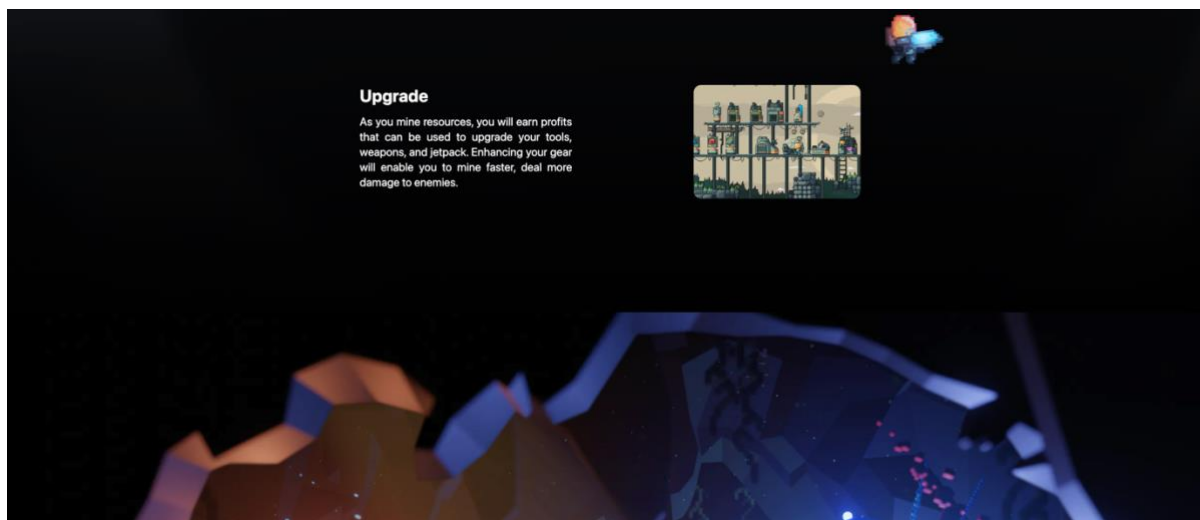 Upgrade
As you mine resources, you will earn profits
that can be used to upgrade your tools,
weapons, and jetpack. Enhancing your gear
will enable you to mine faster, deal more
damage to enemies.